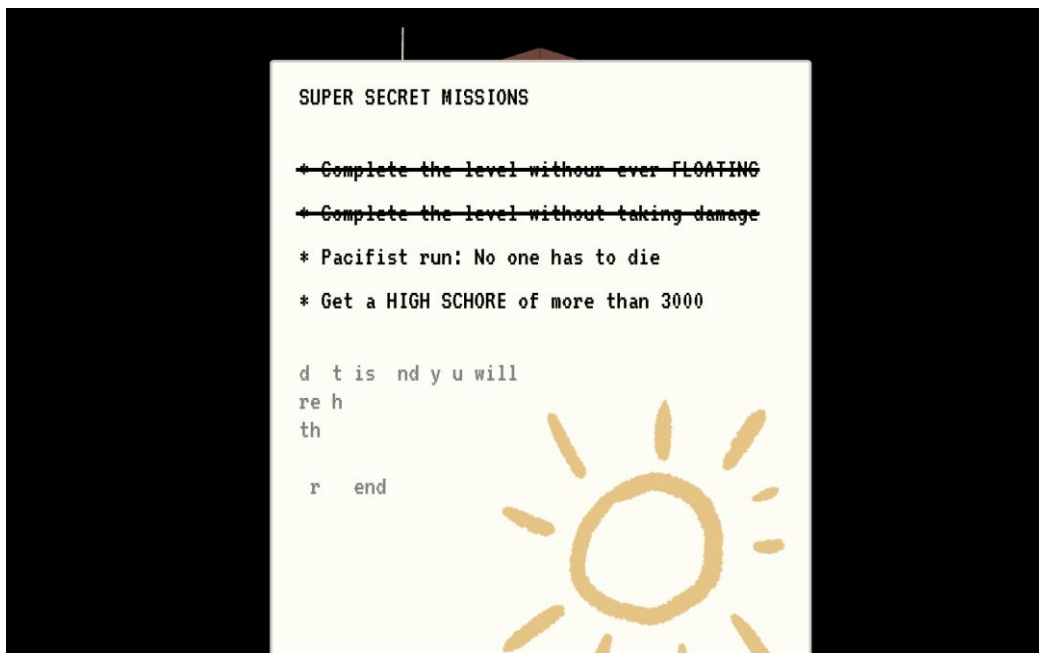 SUPER SECRET MISSIONS
* Complete the level withour ever FLOATING
* Complete the level without taking damage
* Pacifist run: No one has to die
* Get a HIGH SCHORE of more than 3000
d t is nd y u will
re h
th
r end